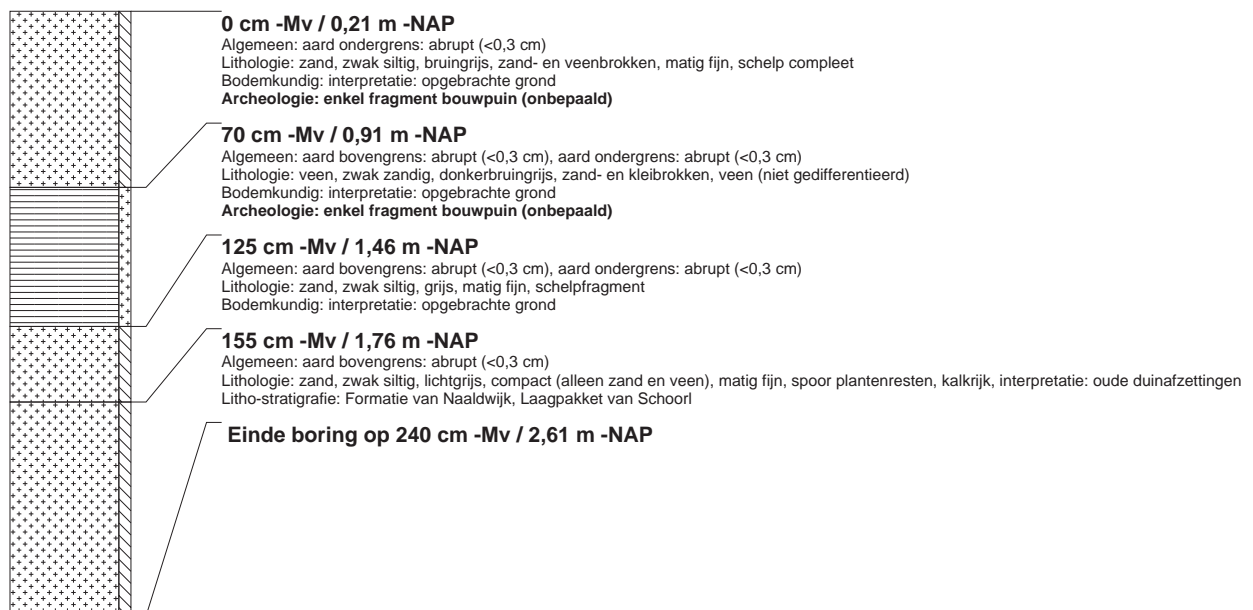 0 cm -Mv / 0,21 m -NAP
Algemeen: aard ondergrens: abrupt (<0,3 cm)
Lithologie: zand, zwak siltig, bruingrijs, zand- en veenbrokken, matig fijn, schelp compleet
Bodemkundig: interpretatie: opgebrachte grond
Archeologie: enkel fragment bouwpuin (onbepaald)
70 cm -Mv / 0,91 m -NAP
Algemeen: aard bovengrens: abrupt (<0,3 cm), aard ondergrens: abrupt (<0,3 cm)
Lithologie: veen, zwak zandig, donkerbruingrijs, zand- en kleibrokken, veen (niet gedifferentieerd)
Bodemkundig: interpretatie: opgebrachte grond
Archeologie: enkel fragment bouwpuin (onbepaald)
125 cm -Mv / 1,46 m -NAP
Algemeen: aard bovengrens: abrupt (<0,3 cm), aard ondergrens: abrupt (<0,3 cm)
Lithologie: zand, zwak siltig, grijs, matig fijn, schelpfragment
Bodemkundig: interpretatie: opgebrachte grond
155 cm -Mv / 1,76 m -NAP
Algemeen: aard bovengrens: abrupt (<0,3 cm)
Lithologie: zand, zwak siltig, lichtgrijs, compact (alleen zand en veen), matig fijn, spoor plantenresten, kalkrijk, interpretatie: oude duinafzettingen
Litho-stratigrafie: Formatie van Naaldwijk, Laagpakket van Schoorl
Einde boring op 240 cm -Mv / 2,61 m -NAP